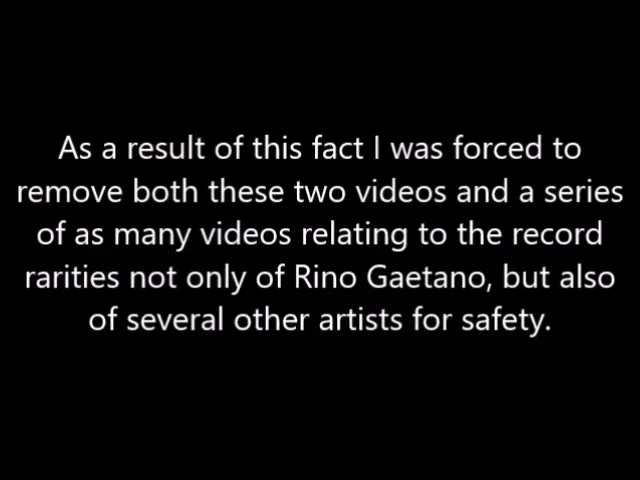 As a result of this fact I was forced to
remove both these two videos and a series
of as many videos relating to the record
rarities not only of Rino Gaetano, but also
of several other artists for safety.